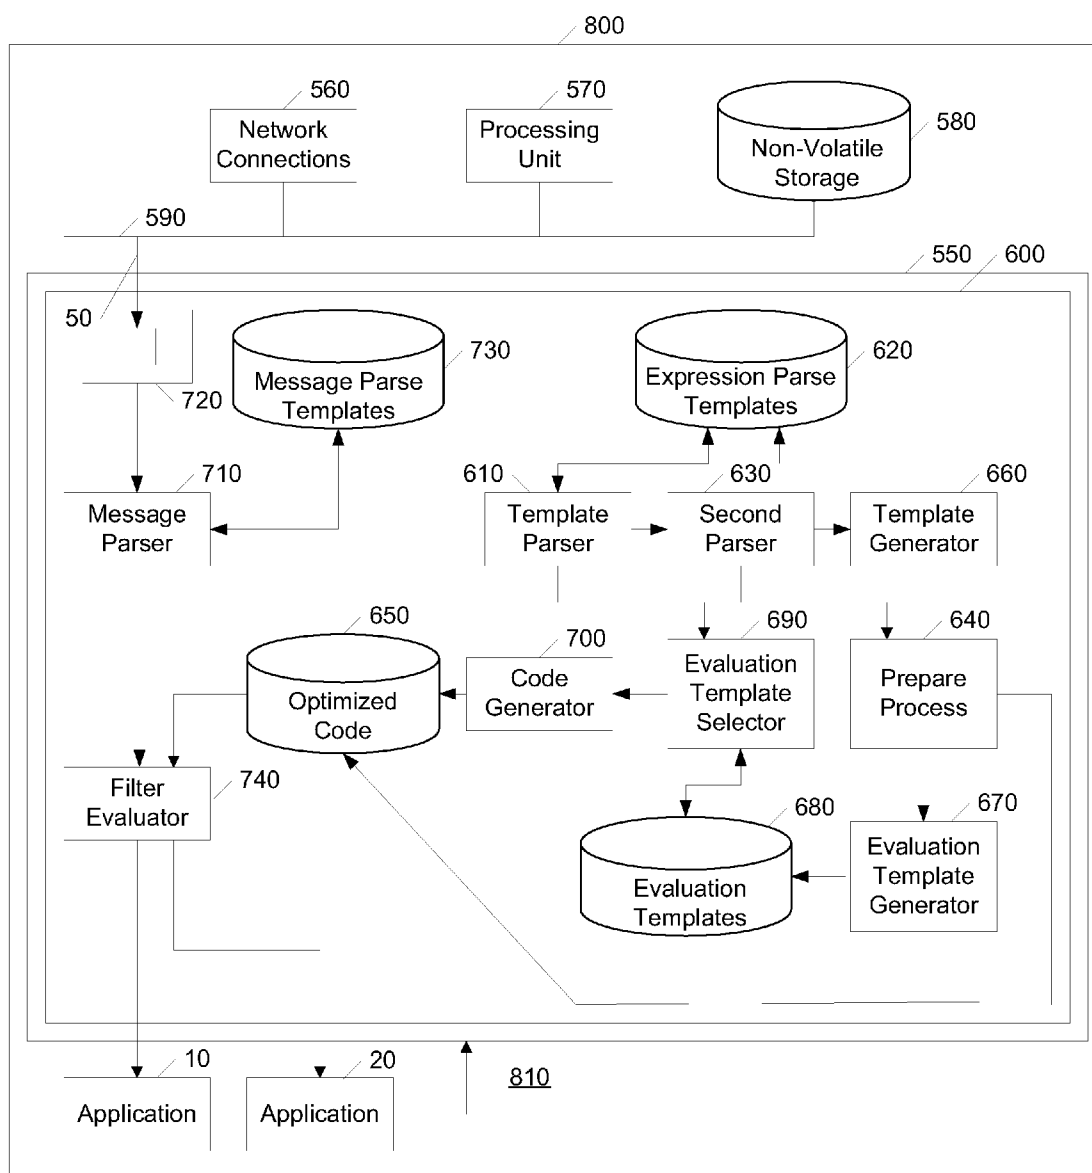 800
560
570
580
Network
Connections
Processing
Unit
Non-Volatile
Storage
590
550
600
50
720
730
620
Message Parse
Templates
Expression Parse
Templates
710
610
630
660
Message
Parser
Template
Parser
Second
Parser
Template
Generator
650
700
690
640
Optimized
Code
Code
Generator
Evaluation
Template
Selector
Prepare
Process
740
Filter
Evaluator
680
670
Evaluation
Templates
Evaluation
Template
Generator
10
20
810
Application
Application